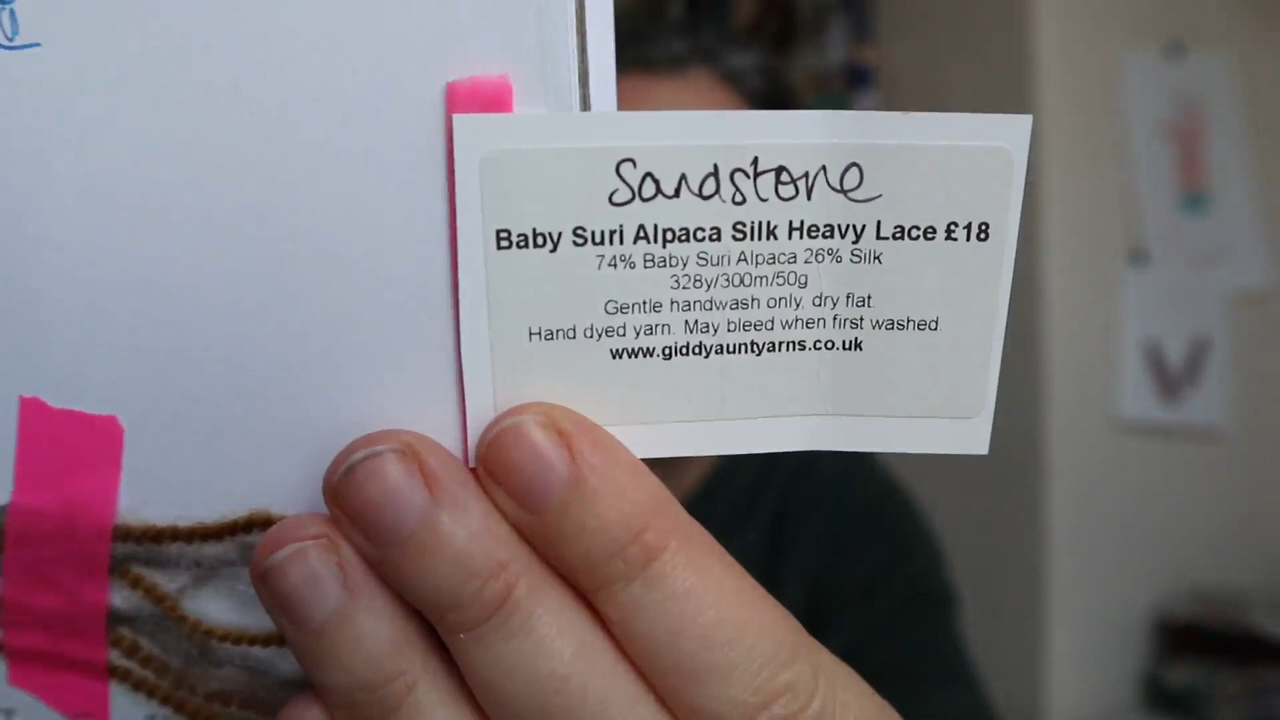 Sandstone
Baby Suri Alpaca Silk Heavy Lace £18
74% Baby Suri Alpaca 26% Silk
328y/300m/50g
Gentle handwash only, dry flat.
Hand dyed yarn. May bleed when first washed.
www.giddyauntyarns.co.uk